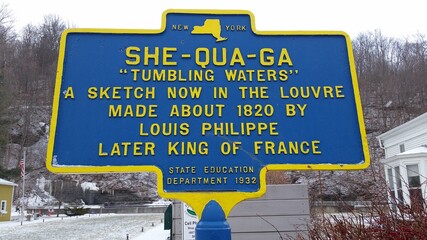 NEW YORK
SHE-QUA-GA
"TUMBLING WATERS"
A SKETCH NOW IN THE LOUVRE
MADE ABOUT 1820 BY
LOUIS PHILIPPE
LATER KING OF FRANCE
STATE EDUCATION
DEPARTMENT 1932